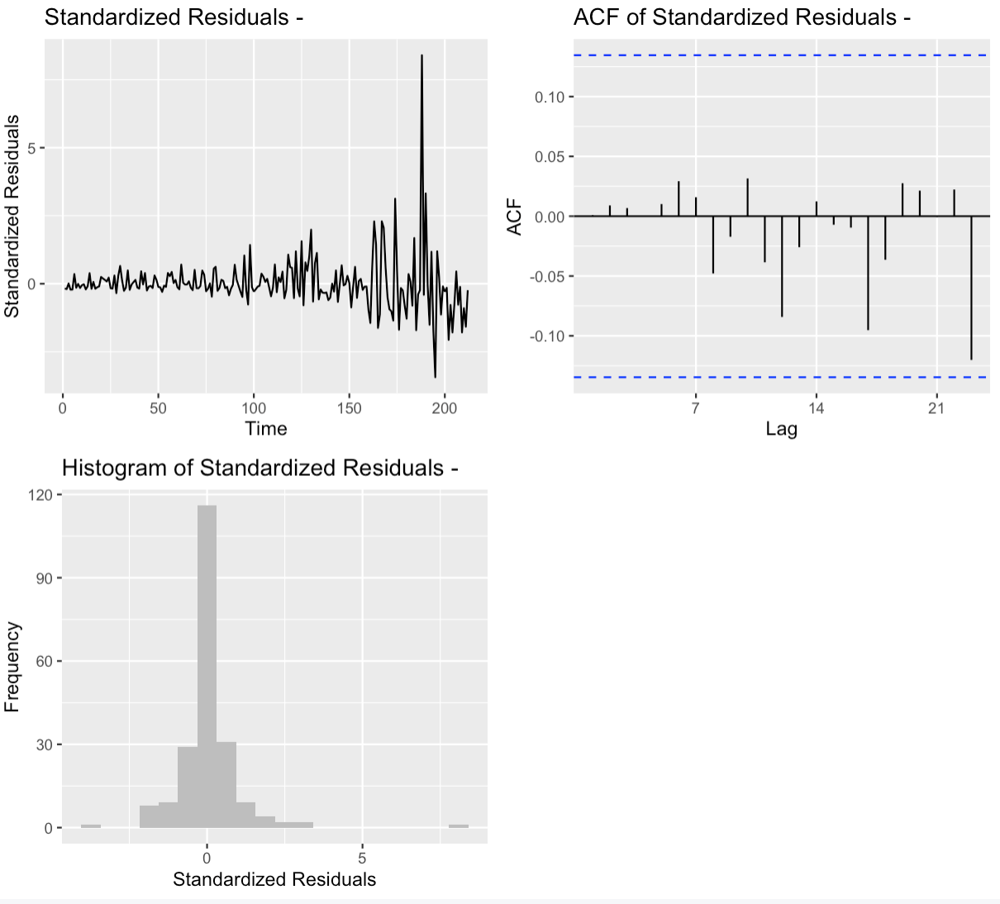 Standardized Residuals -
Standardized Residuals
5
0
0 50 100 150 200
Time
ACF of Standardized Residuals -
ACF
0.10
0.05
0.00
-0.05
-0.10
7 14 21
Lag
Histogram of Standardized Residuals -
Frequency
120
90
60
30
0
0 5
Standardized Residuals